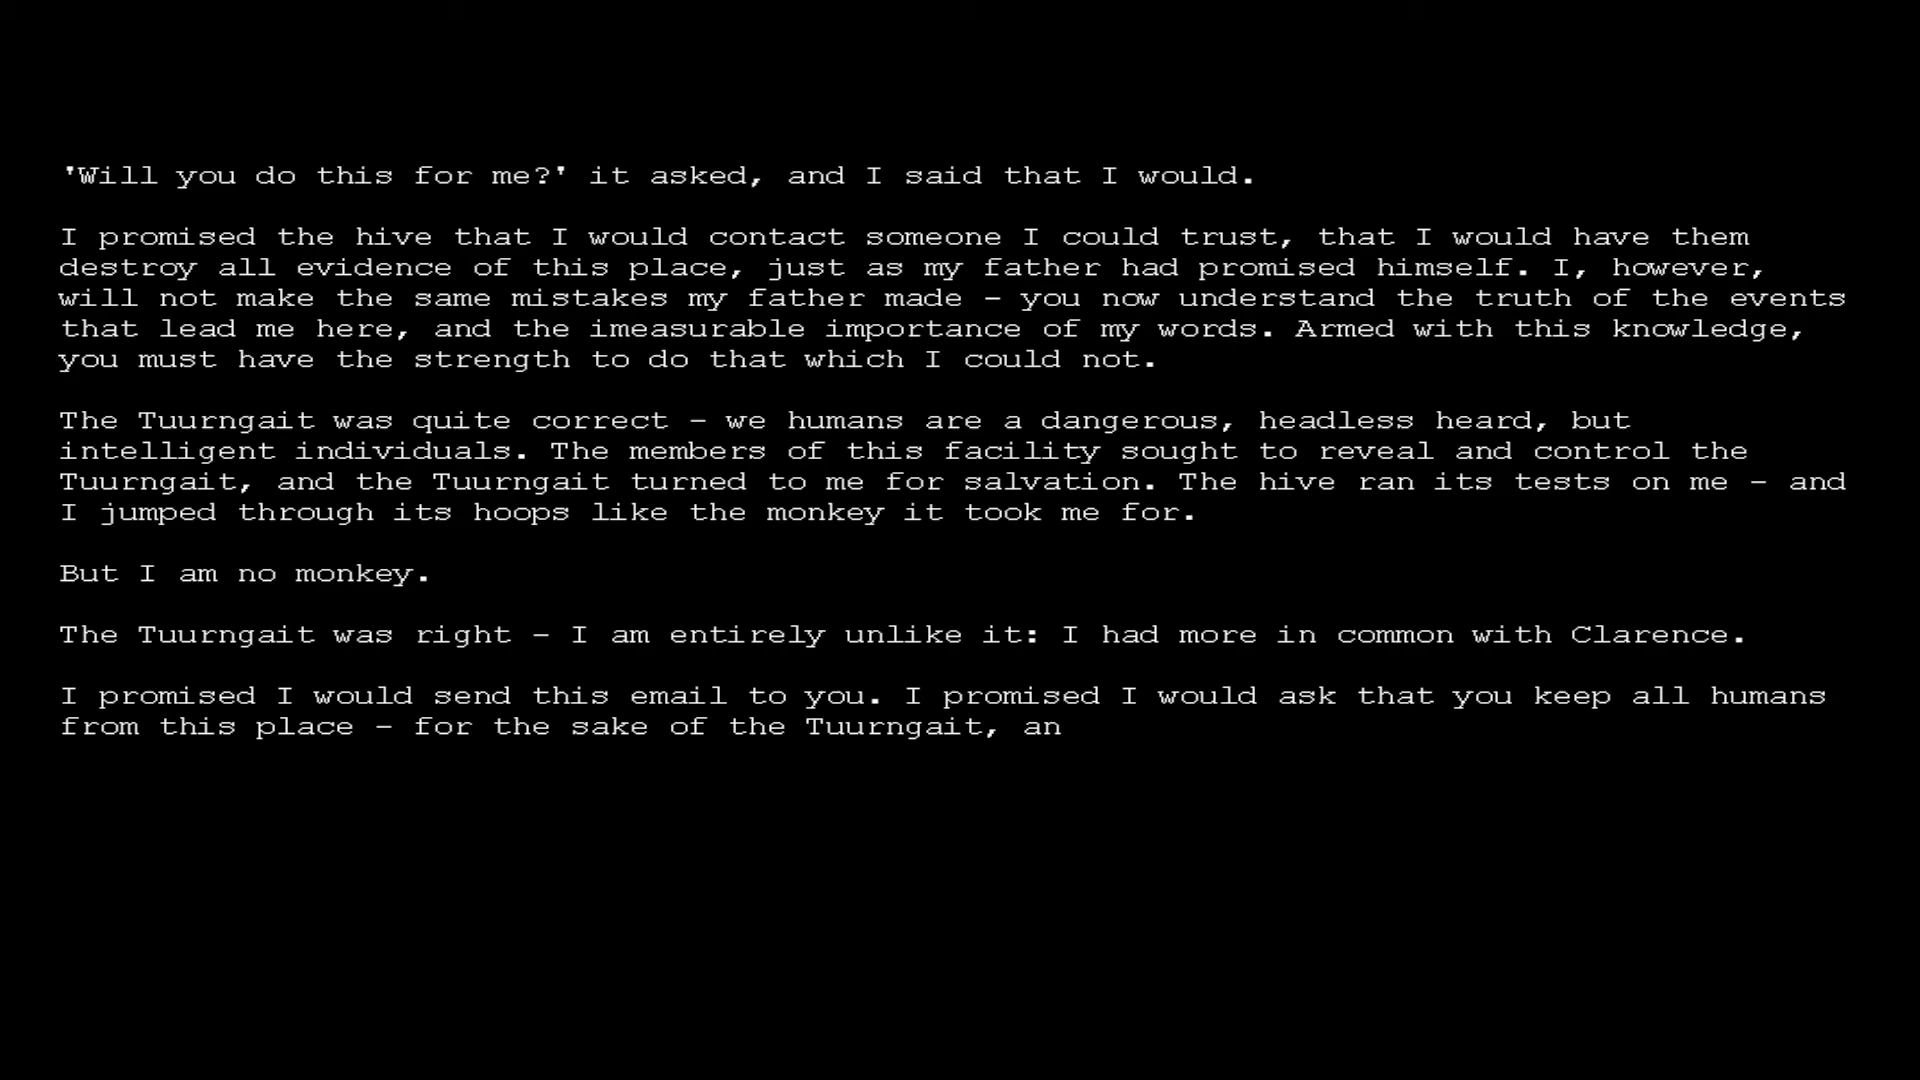 'Will you do this for me?' it asked, and I said that I would.
I promised the hive that I would contact someone I could trust, that I would have them
destroy all evidence of this place, just as my father had promised himself. I, however,
will not make the same mistakes my father made – you now understand the truth of the events
that lead me here, and the imeasurable importance of my words. Armed with this knowledge,
you must have the strength to do that which I could not.
The Tuurngait was quite correct – we humans are a dangerous, headless heard, but
intelligent individuals. The members of this facility sought to reveal and control the
Tuurngait, and the Tuurngait turned to me for salvation. The hive ran its tests on me – and
I jumped through its hoops like the monkey it took me for.
But I am no monkey.
The Tuurngait was right – I am entirely unlike it: I had more in common with Clarence.
I promised I would send this email to you. I promised I would ask that you keep all humans
from this place – for the sake of the Tuurngait, an